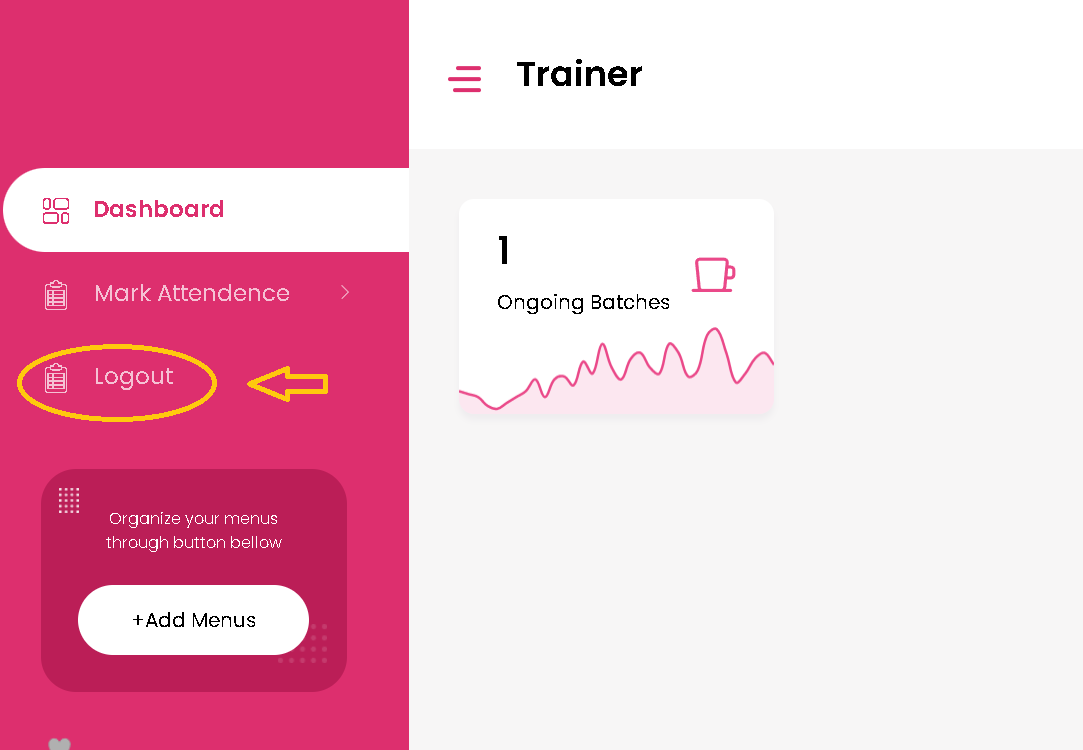 Trainer
Dashboard
Mark Attendence
Logout
Organize your menus
through button bellow
+Add Menus
1
Ongoing Batches